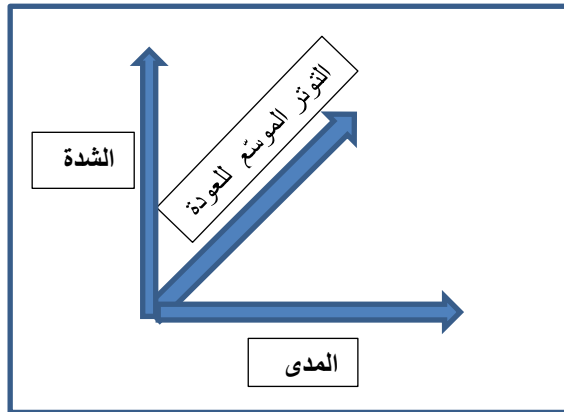 التوتر الموسّع للعودة
الشدة
المدى